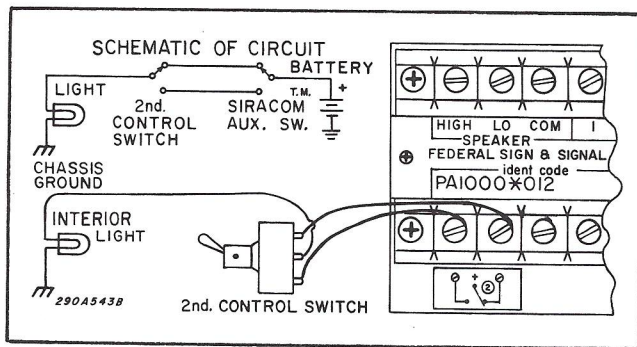 SCHEMATIC OF CIRCUIT
LIGHT
BATTERY
+
T.M.
2nd.
CONTROL
SWITCH
SIRACOM
AUX. SW.
CHASSIS
GROUND
HIGH LO COM I
SPEAKER
FEDERAL SIGN & SIGNAL
ident code
PA1000*012
INTERIOR
LIGHT
2nd. CONTROL SWITCH
290A543B
+
2